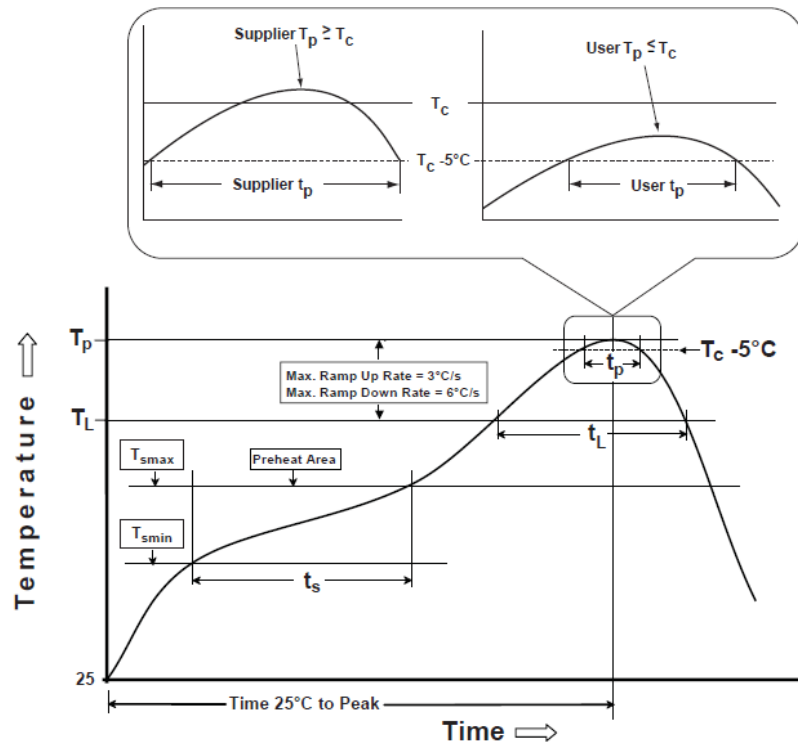 Supplier Tp ≥ Tc
User Tp ≤ Tc
Tc
Tc -5°C
Supplier tp
User tp
Tp
Tc -5°C
tp
Max. Ramp Up Rate = 3°C/s
Max. Ramp Down Rate = 6°C/s
TL
tL
Tsmax
Preheat Area
Tsmin
ts
Temperature
25
Time 25°C to Peak
Time